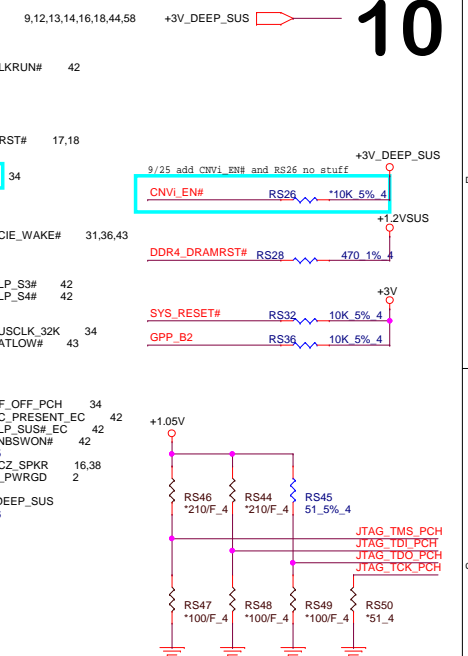 9,12,13,14,16,18,44,58 +3V_DEEP_SUS
10
LKRUN# 42
RST# 17,18
34
CIE_WAKE# 31,36,43
LP_S3# 42
LP_S4# 42
USCLK_32K 34
ATLOW# 43
F_OFF_PCH 34
C_PRESENT_EC 42
LP_SUS#_EC 42
NBSWON# 42
CZ_SPKR 16,38
_PWRGD 2
DEEP_SUS
9/25 add CNVi_EN# and RS26 no stuff
+3V_DEEP_SUS
CNVi_EN# RS26 *10K_5%_4
+1.2VSUS
DDR4_DRAMRST# RS28 470_1%_4
+3V
SYS_RESET# RS32 10K_5%_4
GPP_B2 RS36 10K_5%_4
+1.05V
RS46 RS44 RS45
*210/F_4 *210/F_4 51_5%_4
JTAG_TMS_PCH
JTAG_TDI_PCH
JTAG_TDO_PCH
JTAG_TCK_PCH
RS47 RS48 RS49 RS50
*100/F_4 *100/F_4 *100/F_4 *51_4